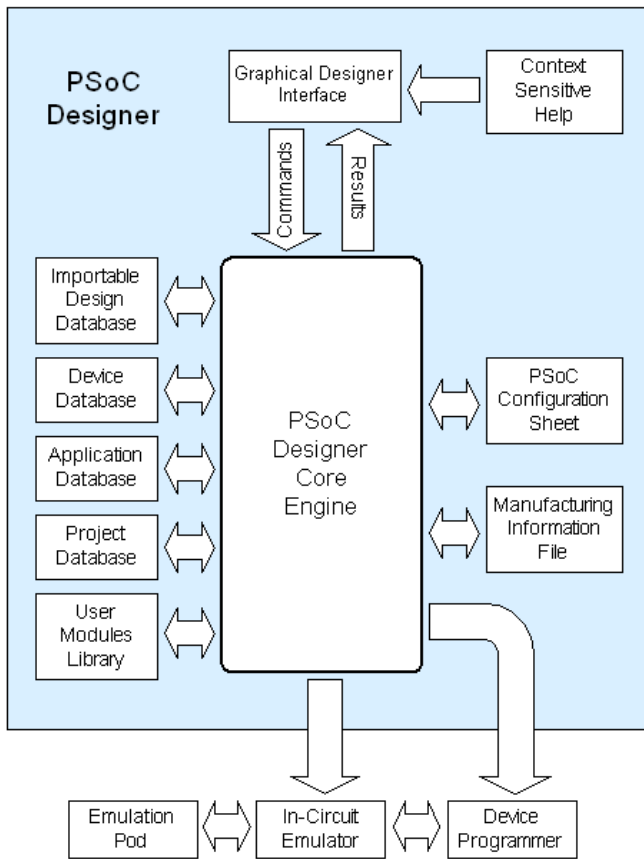 PSoC
Designer
Graphical Designer
Interface
Context
Sensitive
Help
Commands
Results
Importable
Design
Database
Device
Database
Application
Database
Project
Database
User
Modules
Library
PSoC
Designer
Core
Engine
PSoC
Configuration
Sheet
Manufacturing
Information
File
Emulation
Pod
In-Circuit
Emulator
Device
Programmer